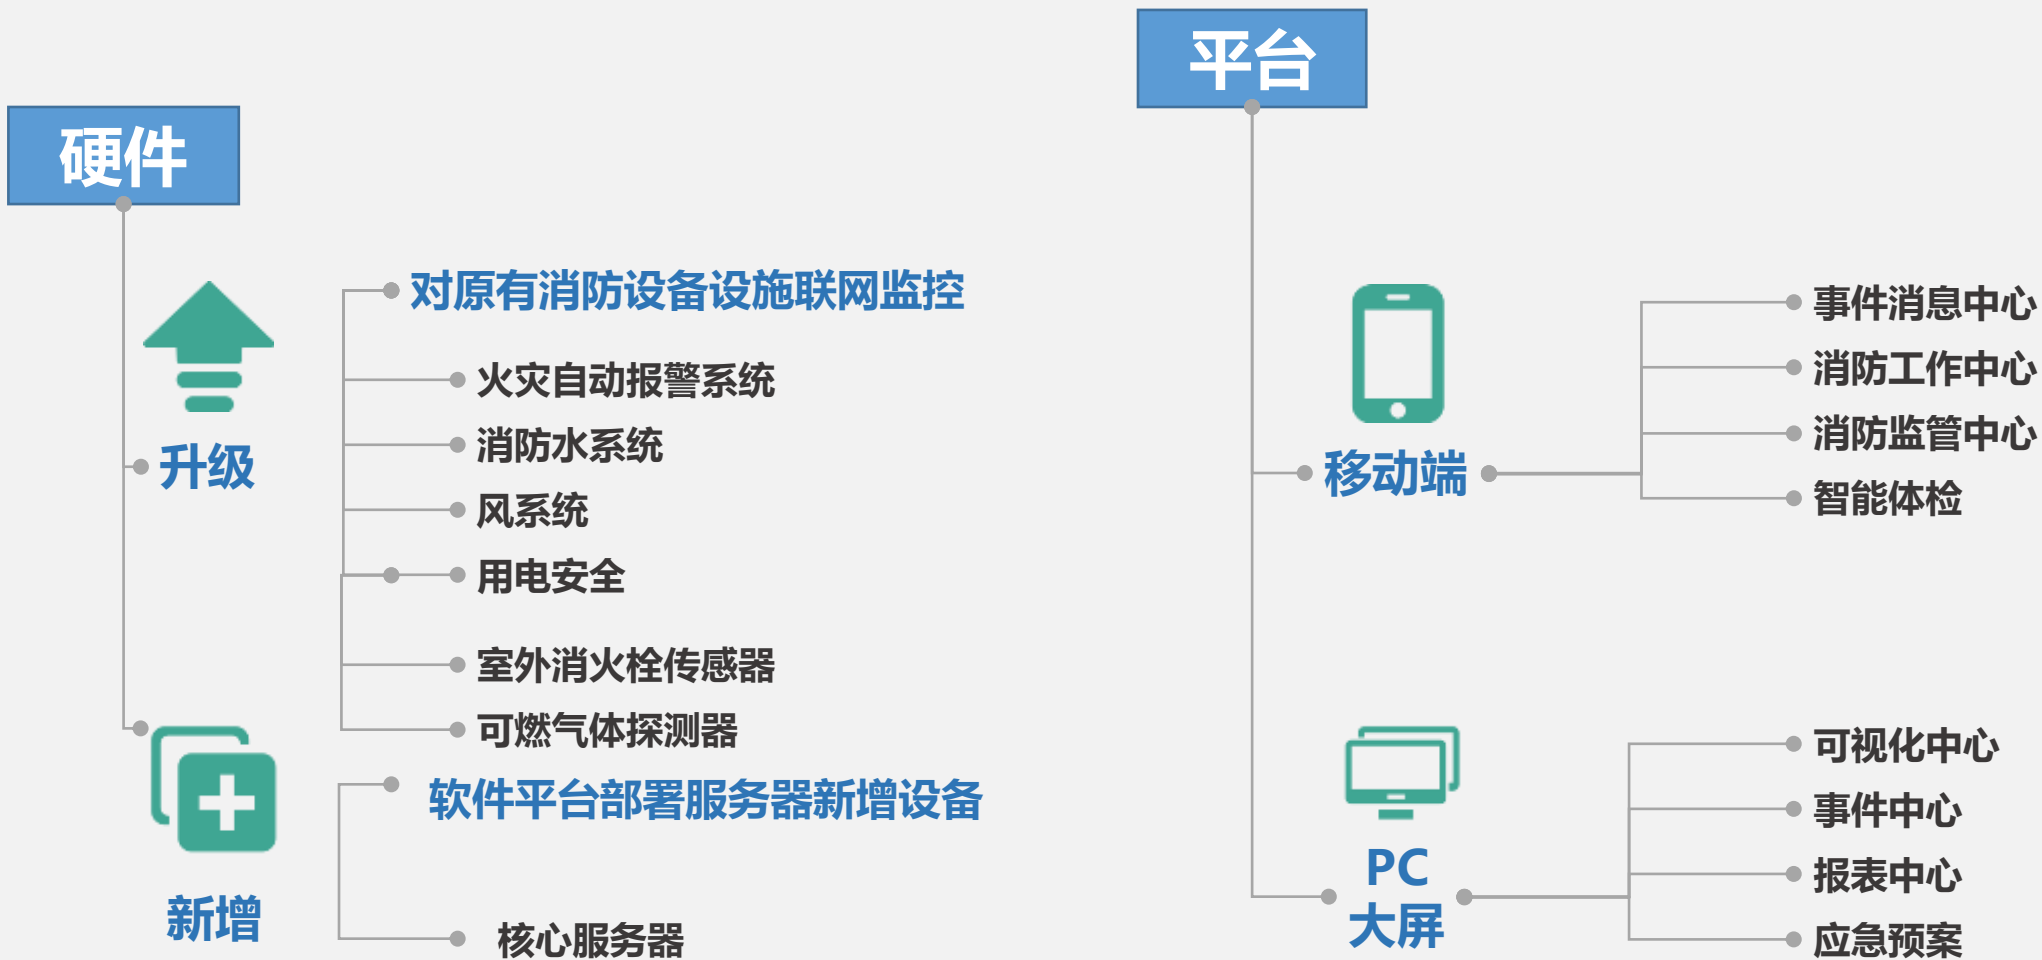 硬件
升级
对原有消防设备设施联网监控
火灾自动报警系统
消防水系统
风系统
用电安全
室外消火栓传感器
可燃气体探测器
新增
软件平台部署服务器新增设备
核心服务器
平台
移动端
事件消息中心
消防工作中心
消防监管中心
智能体检
PC
大屏
可视化中心
事件中心
报表中心
应急预案